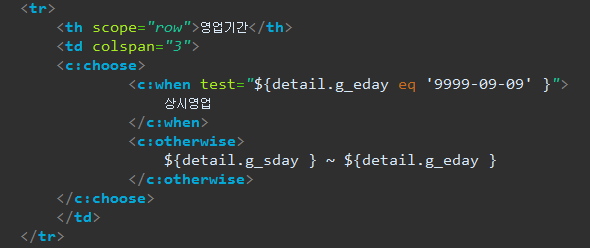 <tr>
<th scope="row">영업기간</th>
<td colspan="3">
<c:choose>
<c:when test="${detail.g_eday eq '9999-09-09' }">
상시영업
</c:when>
<c:otherwise>
${detail.g_sday } ~ ${detail.g_eday }
</c:otherwise>
</c:choose>
</td>
</tr>